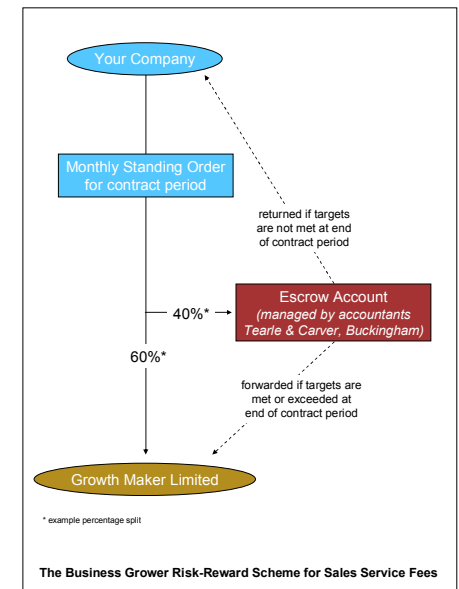 Your Company
Monthly Standing Order
for contract period
returned if targets
are not met at end
of contract period
Escrow Account
(managed by accountants
Tearle & Carver, Buckingham)
40%*
60%*
forwarded if targets are
met or exceeded at
end of contract period
Growth Maker Limited
* example percentage split
The Business Grower Risk-Reward Scheme for Sales Service Fees